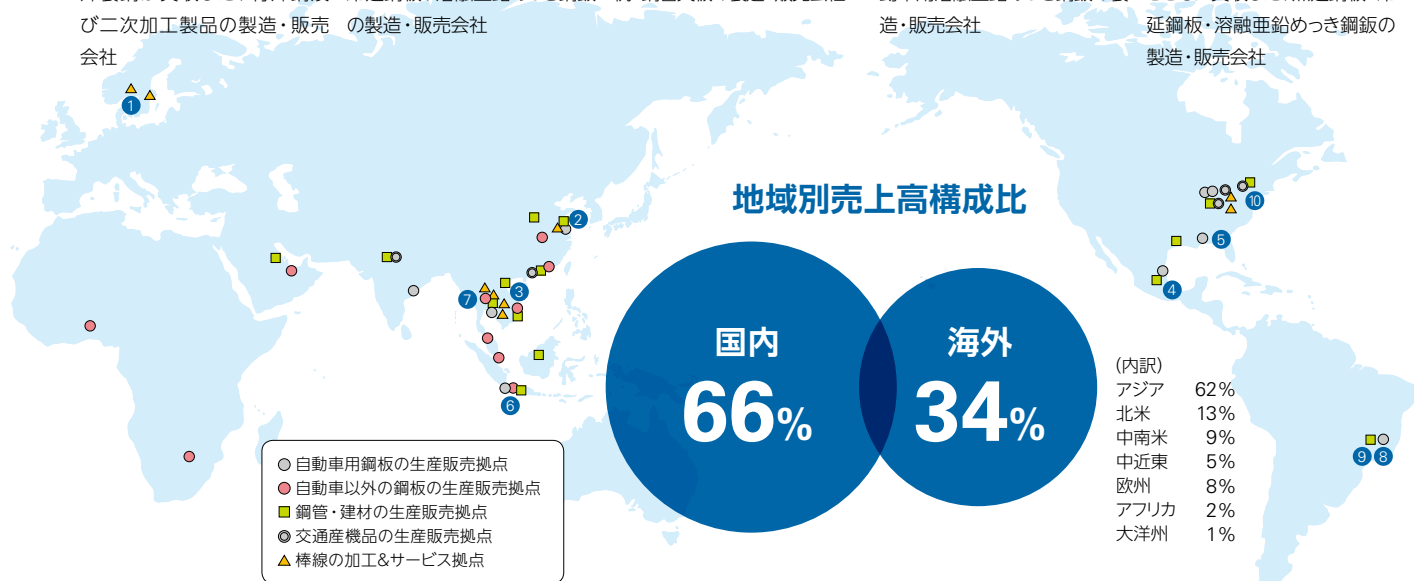 び二次加工製品の製造・販売
会社
の製造・販売会社
造・販売会社
延鋼板・溶融亜鉛めっき鋼鈑の
製造・販売会社
1
2
3
4
5
6
7
8
9
10
地域別売上高構成比
国内
66%
海外
34%
(内訳)
アジア 62%
北米 13%
中南米 9%
中近東 5%
欧州 8%
アフリカ 2%
大洋州 1%
自動車用鋼板の生産販売拠点
自動車以外の鋼板の生産販売拠点
鋼管・建材の生産販売拠点
交通産機品の生産販売拠点
棒線の加工&サービス拠点